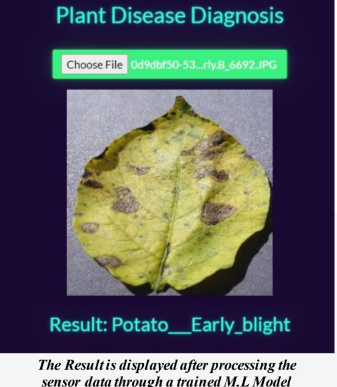 Plant Disease Diagnosis
Choose File 0d9dbf50-53...rly.B_6692.JPG
Result: Potato___Early_blight
The Result is displayed after processing the
sensor data through a trained M.L Model